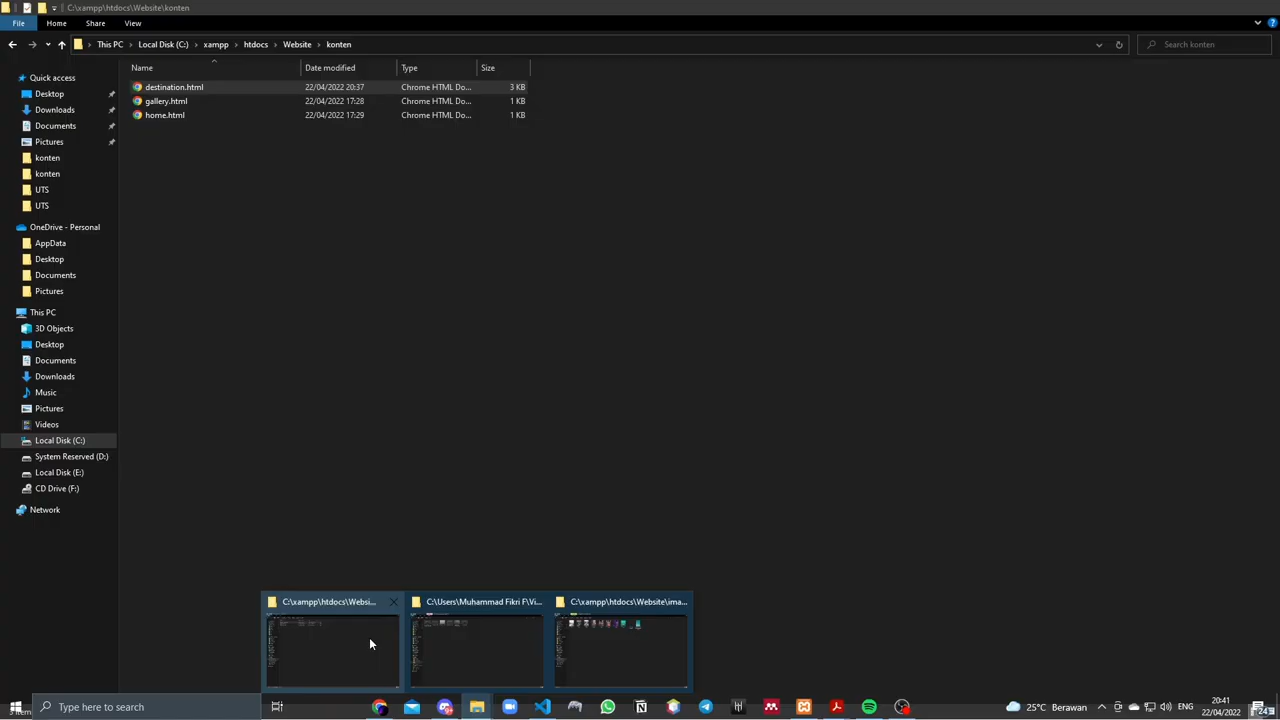 C:\xampp\htdocs\Website\konten
File Home Share View
This PC Local Disk (C:) xampp htdocs Website konten
Search konten
Name Date modified Type Size
destination.html 22/04/2022 20:37 Chrome HTML Do... 3 KB
gallery.html 22/04/2022 17:28 Chrome HTML Do... 1 KB
home.html 22/04/2022 17:29 Chrome HTML Do... 1 KB
Quick access
Desktop
Downloads
Documents
Pictures
konten
konten
UTS
UTS
OneDrive - Personal
AppData
Desktop
Documents
Pictures
This PC
3D Objects
Desktop
Documents
Downloads
Music
Pictures
Videos
Local Disk (C:)
System Reserved (D:)
Local Disk (E:)
CD Drive (F:)
Network
C:\xampp\htdocs\Websi...
C:\Users\Muhammad Fikri F\Vi...
C:\xampp\htdocs\Website\ima...
Type here to search
25°C Berawan
ENG
20:41
22/04/2022